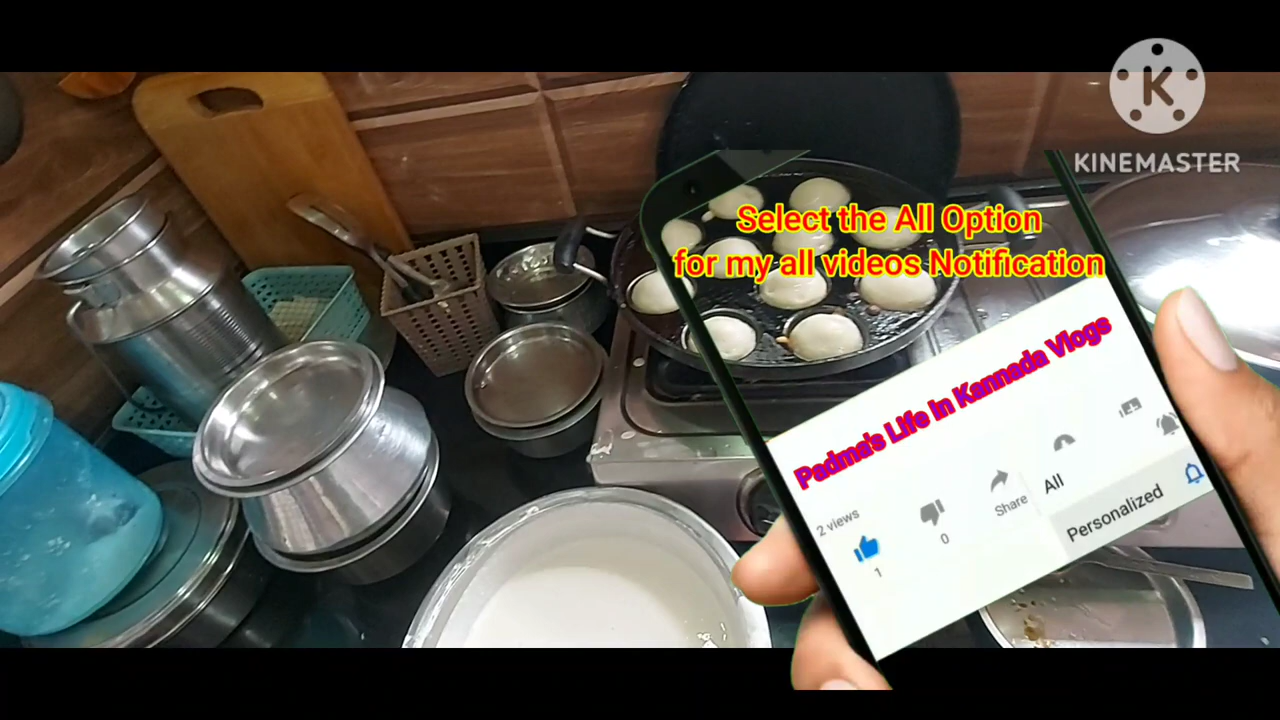 KINEMASTER
Select the All Option
for my all videos Notification
Padma's Life in Kannada Vlogs
2 views
1
0
Share
All
Personalized